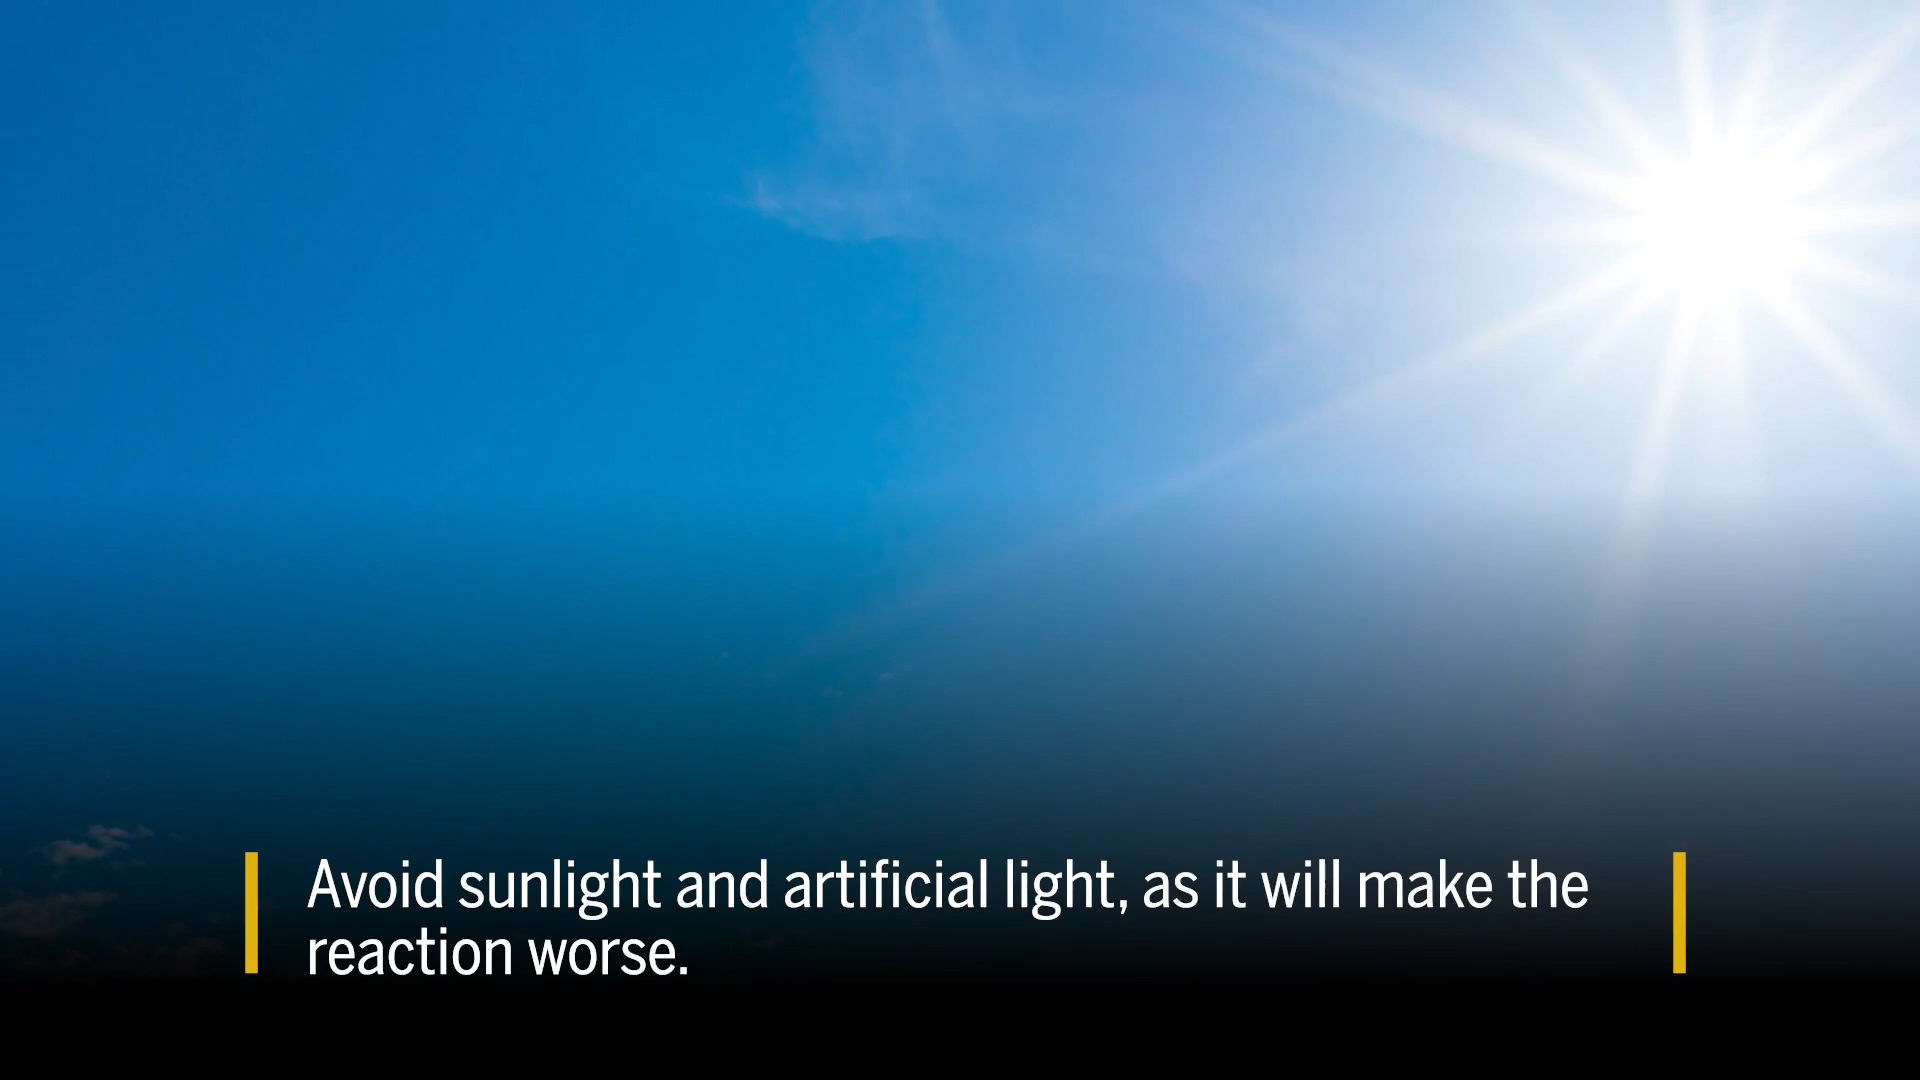 Avoid sunlight and artificial light, as it will make the
reaction worse.